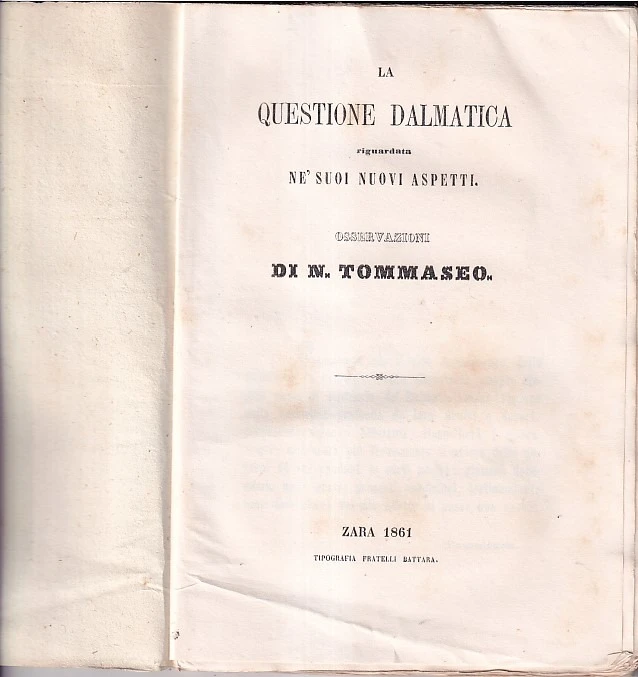 LA
QUESTIONE DALMATICA
riguardata
NE' SUOI NUOVI ASPETTI.
OSSERVAZIONI
DI N. TOMMASEO.
ZARA 1861
TIPOGRAFIA FRATELLI BATTARA.